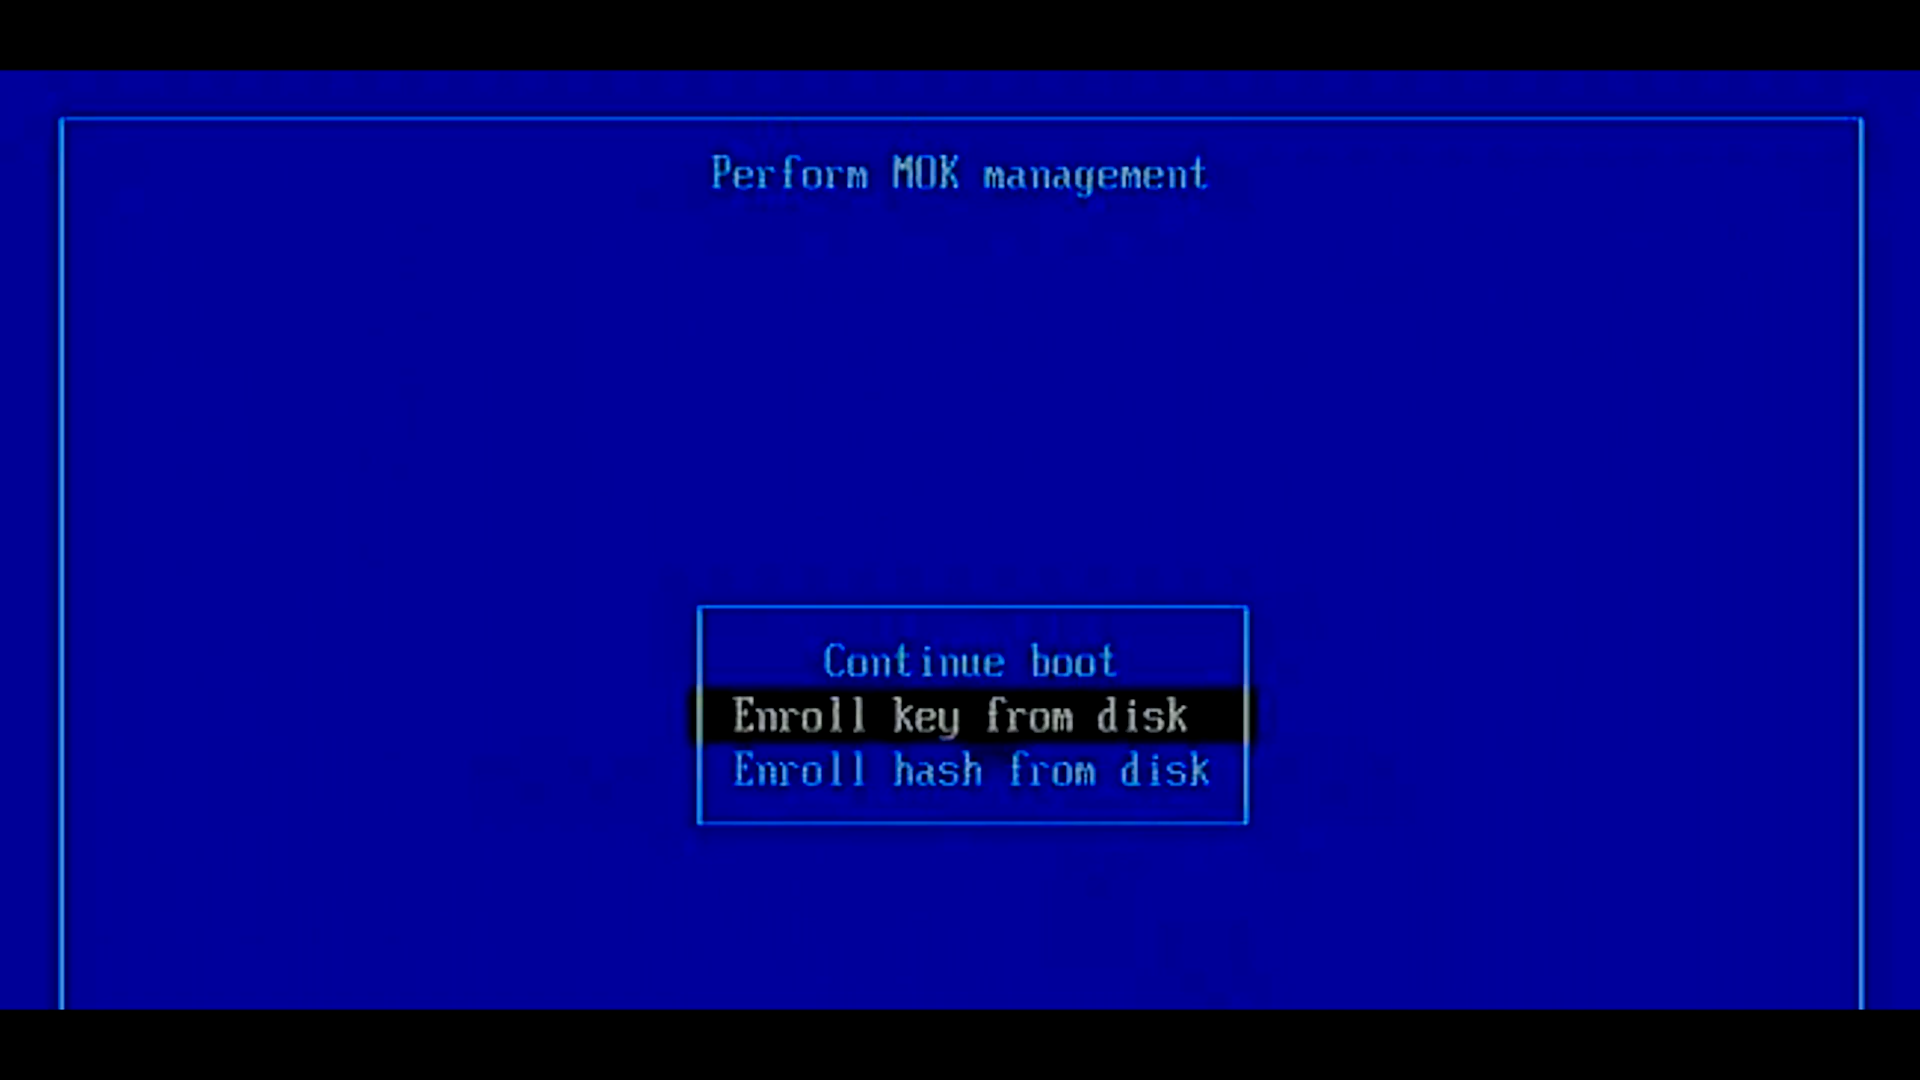 Perform MOK management
Continue boot
Enroll key from disk
Enroll hash from disk